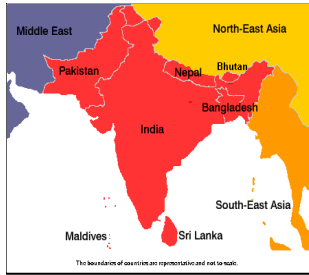 Middle East
North-East Asia
Pakistan
Nepal
Bhutan
Bangladesh
India
South-East Asia
Maldives
Sri Lanka
The boundaries of countries are representative and not to scale.